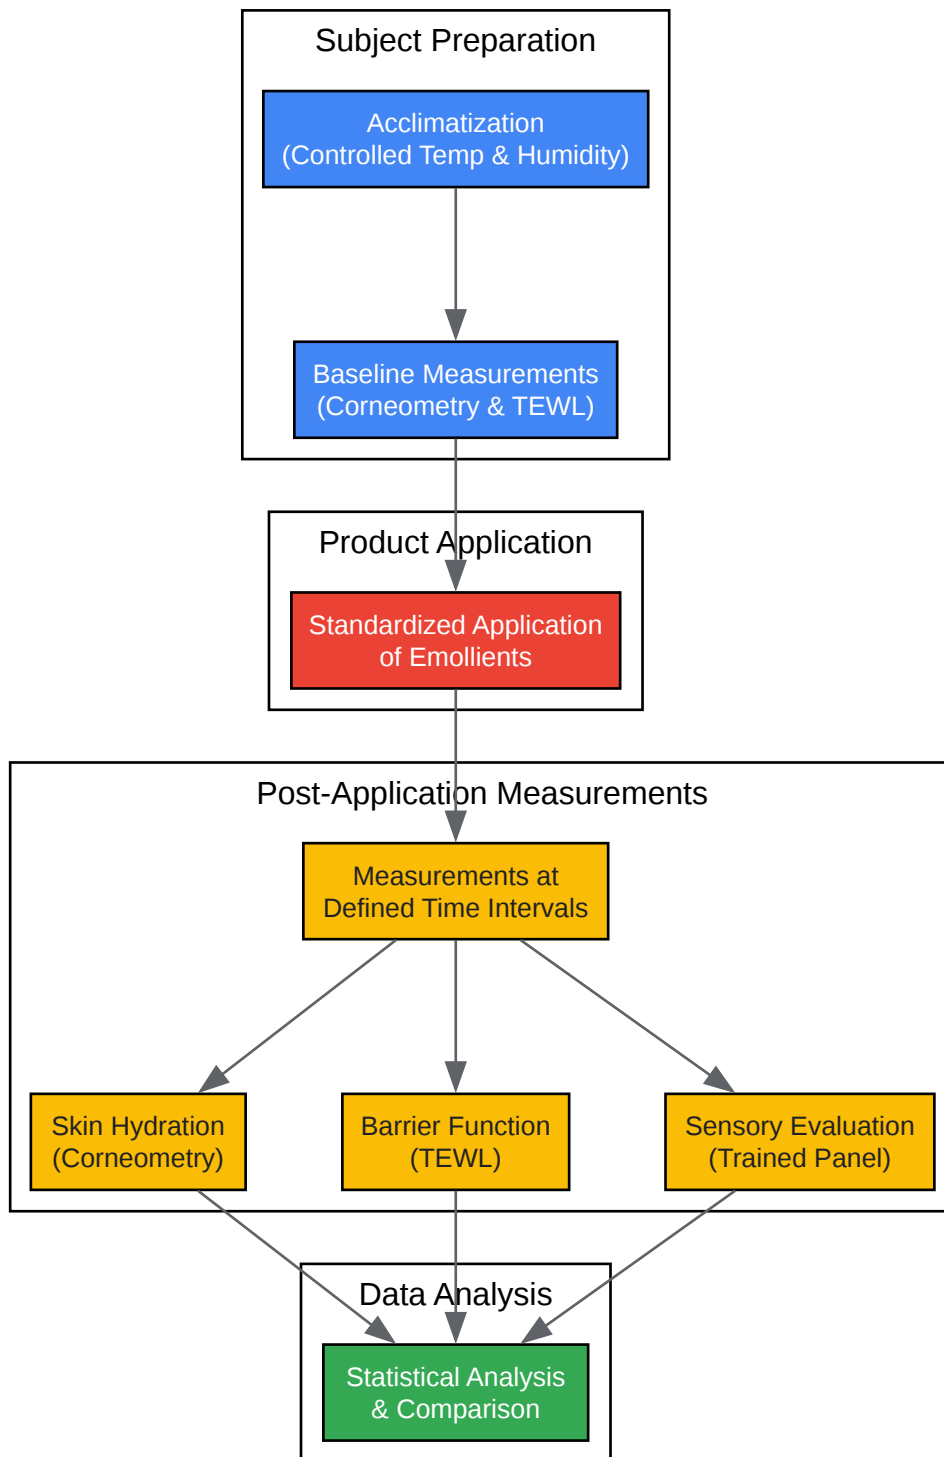 Subject Preparation
Acclimatization
(Controlled Temp & Humidity)
Baseline Measurements
(Corneometry & TEWL)
Product Application
Standardized Application
of Emollients
Post-Application Measurements
Measurements at
Defined Time Intervals
Skin Hydration
(Corneometry)
Barrier Function
(TEWL)
Sensory Evaluation
(Trained Panel)
Data Analysis
Statistical Analysis
& Comparison